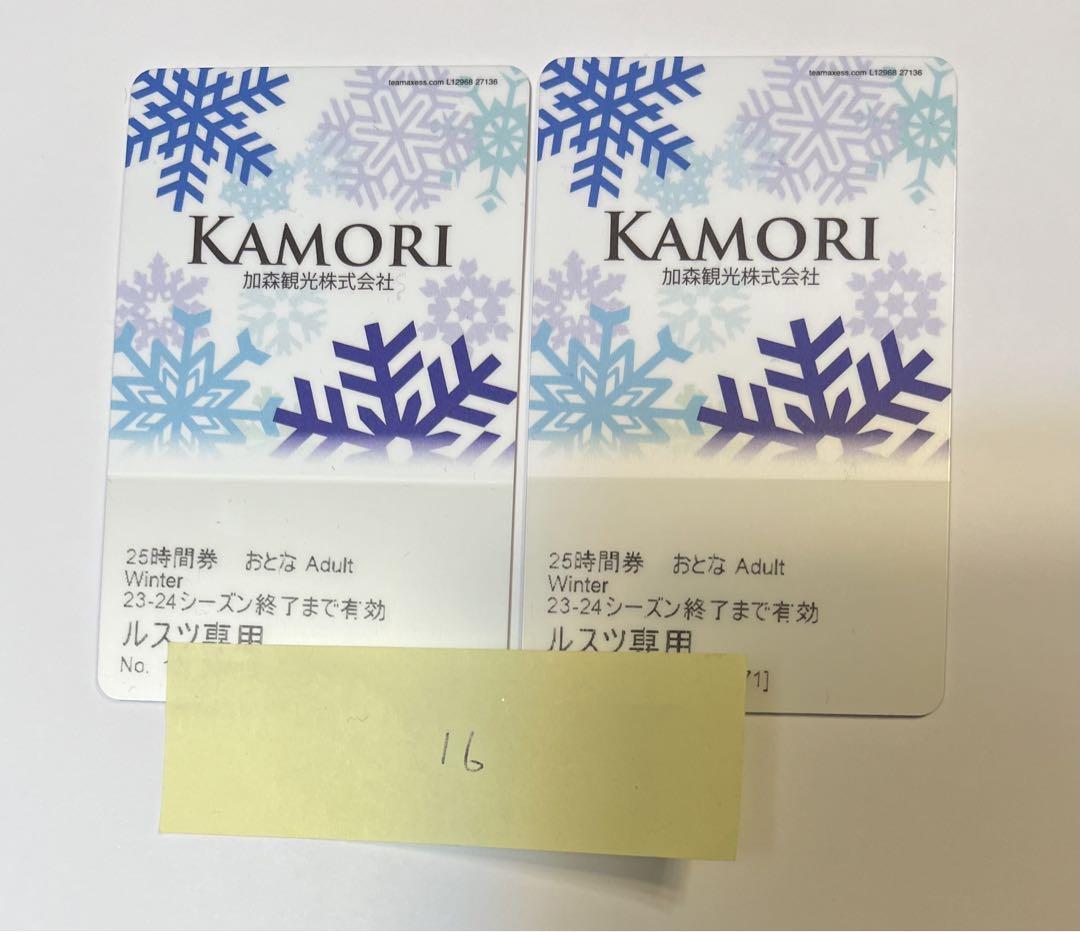 teamaxess.com L12968 27136
KAMORI
加森観光株式会社
25時間券 おとな Adult
Winter
23-24シーズン終了まで有効
ルスツ専用
No.
teamaxess.com L12968 27136
KAMORI
加森観光株式会社
25時間券 おとな Adult
Winter
23-24シーズン終了まで有効
ルスツ専用
71]
16